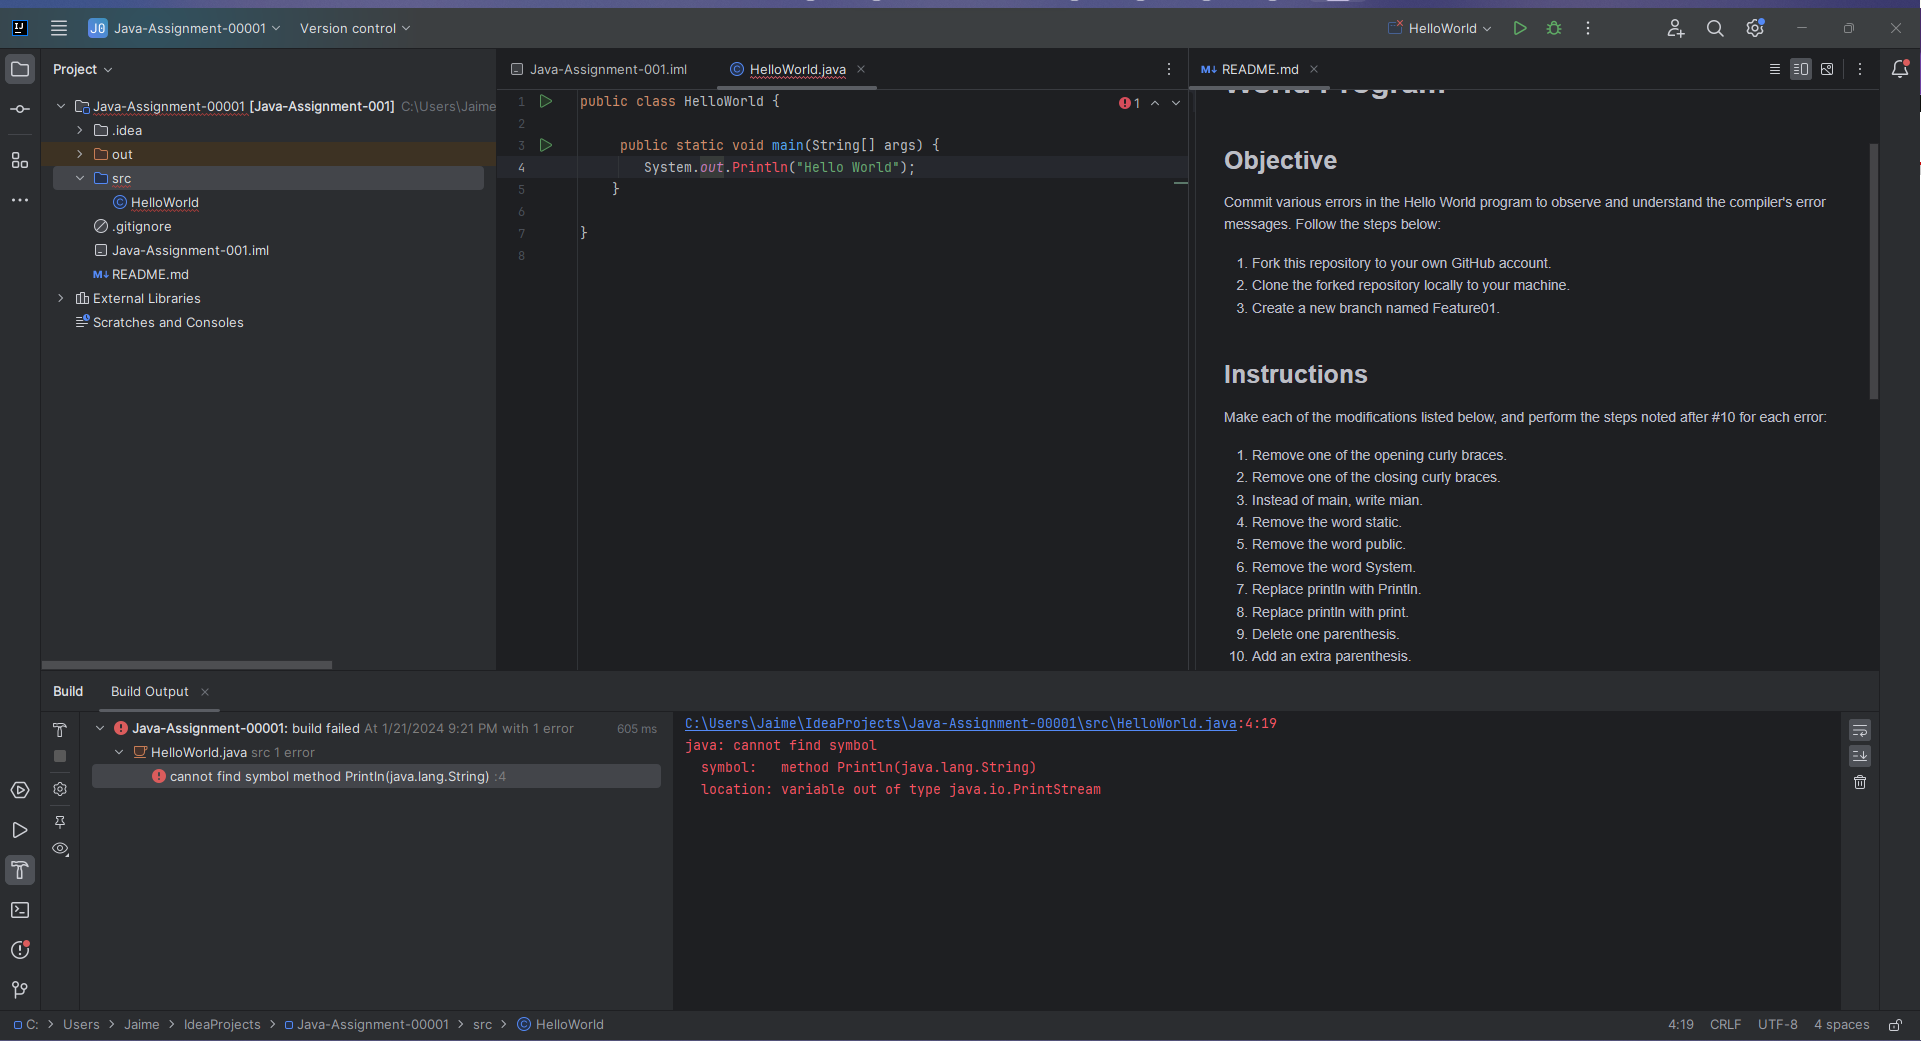 J0 Java-Assignment-00001 Version control HelloWorld
Project
Java-Assignment-00001 [Java-Assignment-001] C:\Users\Jaime
.idea
out
src
HelloWorld
.gitignore
Java-Assignment-001.iml
README.md
External Libraries
Scratches and Consoles
Java-Assignment-001.iml HelloWorld.java
1 public class HelloWorld {
1
2
3 public static void main(String[] args) {
4 System.out.Println("Hello World");
5 }
6
7 }
8
README.md
World Program
Objective
Commit various errors in the Hello World program to observe and understand the compiler's error
messages. Follow the steps below:
1. Fork this repository to your own GitHub account.
2. Clone the forked repository locally to your machine.
3. Create a new branch named Feature01.
Instructions
Make each of the modifications listed below, and perform the steps noted after #10 for each error:
1. Remove one of the opening curly braces.
2. Remove one of the closing curly braces.
3. Instead of main, write mian.
4. Remove the word static.
5. Remove the word public.
6. Remove the word System.
7. Replace println with Println.
8. Replace println with print.
9. Delete one parenthesis.
10. Add an extra parenthesis.
Build Build Output
Java-Assignment-00001: build failed At 1/21/2024 9:21 PM with 1 error 605 ms
HelloWorld.java src 1 error
cannot find symbol method Println(java.lang.String) :4
C:\Users\Jaime\IdeaProjects\Java-Assignment-00001\src\HelloWorld.java:4:19
java: cannot find symbol
symbol: method Println(java.lang.String)
location: variable out of type java.io.PrintStream
C: > Users > Jaime > IdeaProjects > Java-Assignment-00001 > src > HelloWorld
4:19 CRLF UTF-8 4 spaces